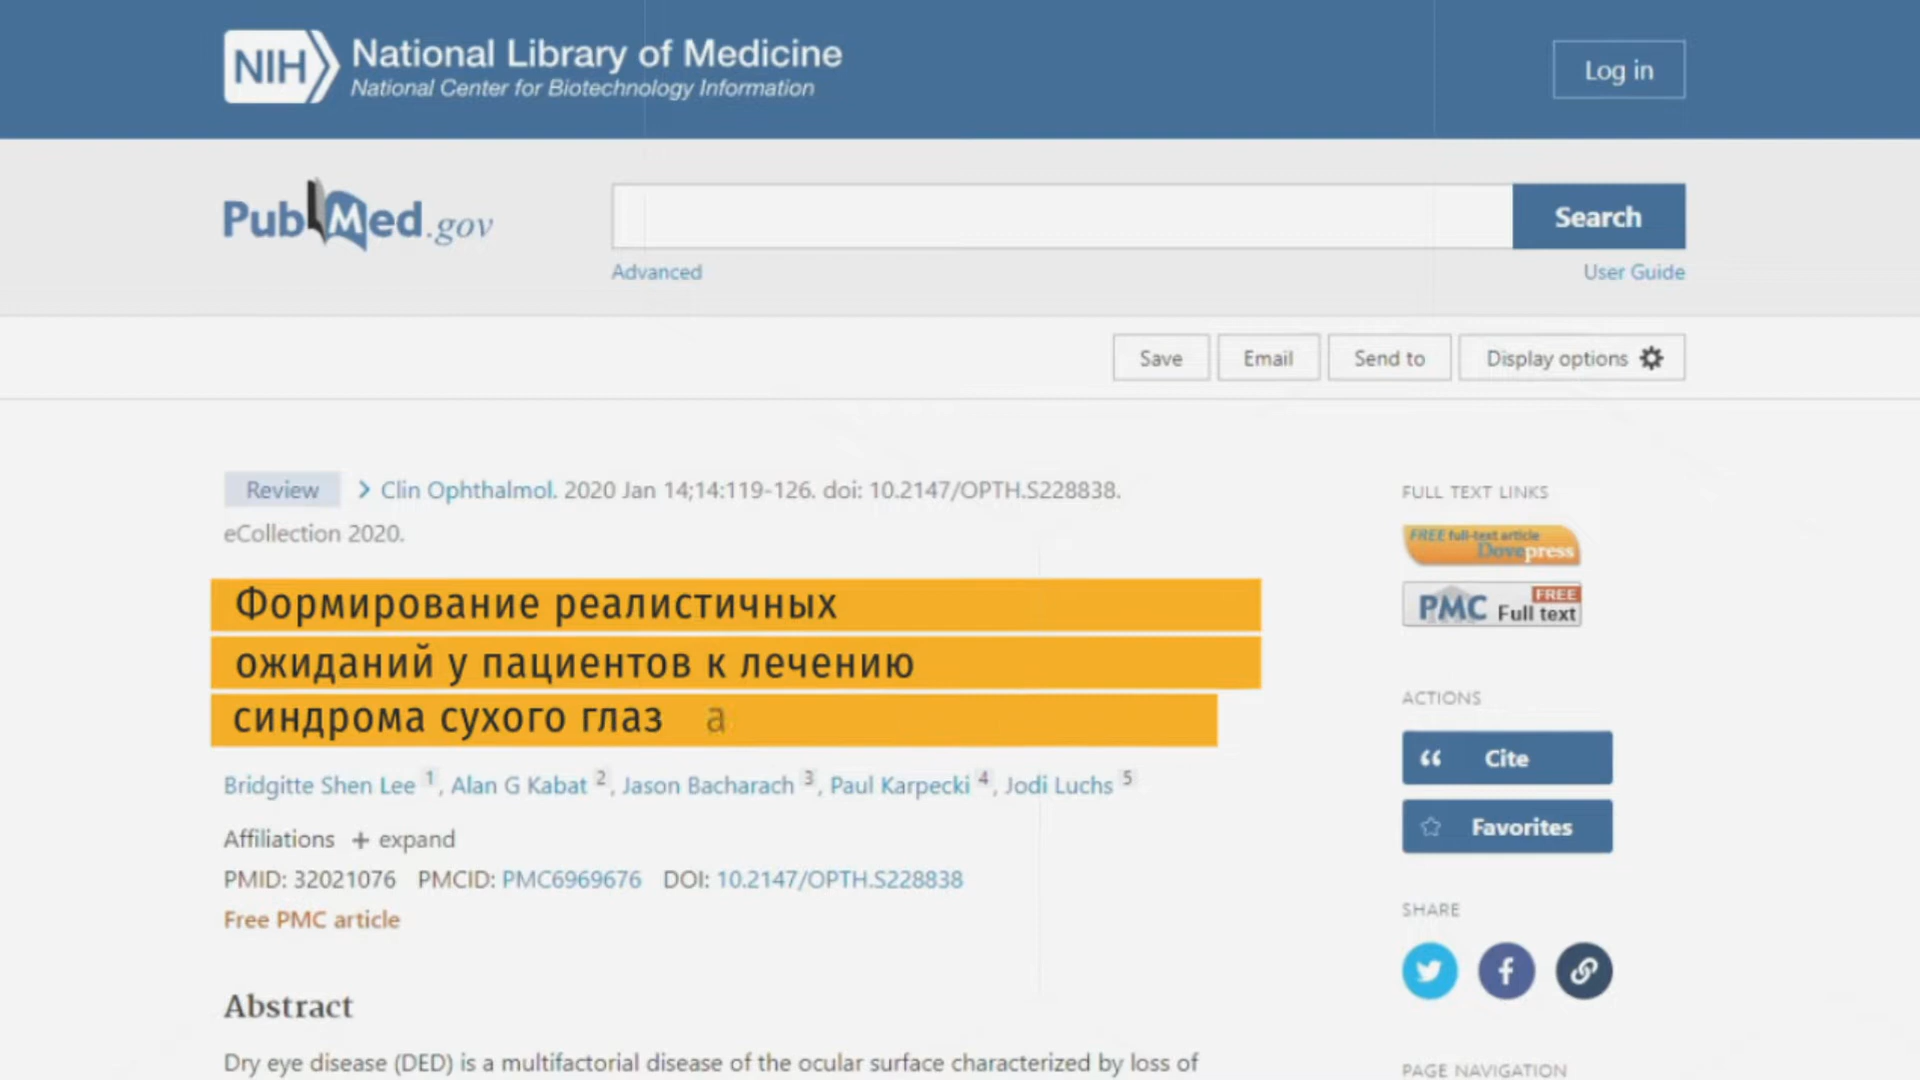 NIH National Library of Medicine
National Center for Biotechnology Information
Log in
PubMed.gov
Search
Advanced
User Guide
Save
Email
Send to
Display options
Review
Clin Ophthalmol. 2020 Jan 14;14:119-126. doi: 10.2147/OPTH.S228838.
eCollection 2020.
Формирование реалистичных
ожиданий у пациентов к лечению
синдрома сухого глаз а
Bridgitte Shen Lee 1, Alan G Kabat 2, Jason Bacharach 3, Paul Karpecki 4, Jodi Luchs 5
Affiliations + expand
PMID: 32021076 PMCID: PMC6969676 DOI: 10.2147/OPTH.S228838
Free PMC article
Abstract
Dry eye disease (DED) is a multifactorial disease of the ocular surface characterized by loss of
FULL TEXT LINKS
FREE full-text article
Dovepress
FREE
PMC Full text
ACTIONS
Cite
Favorites
SHARE
PAGE NAVIGATION